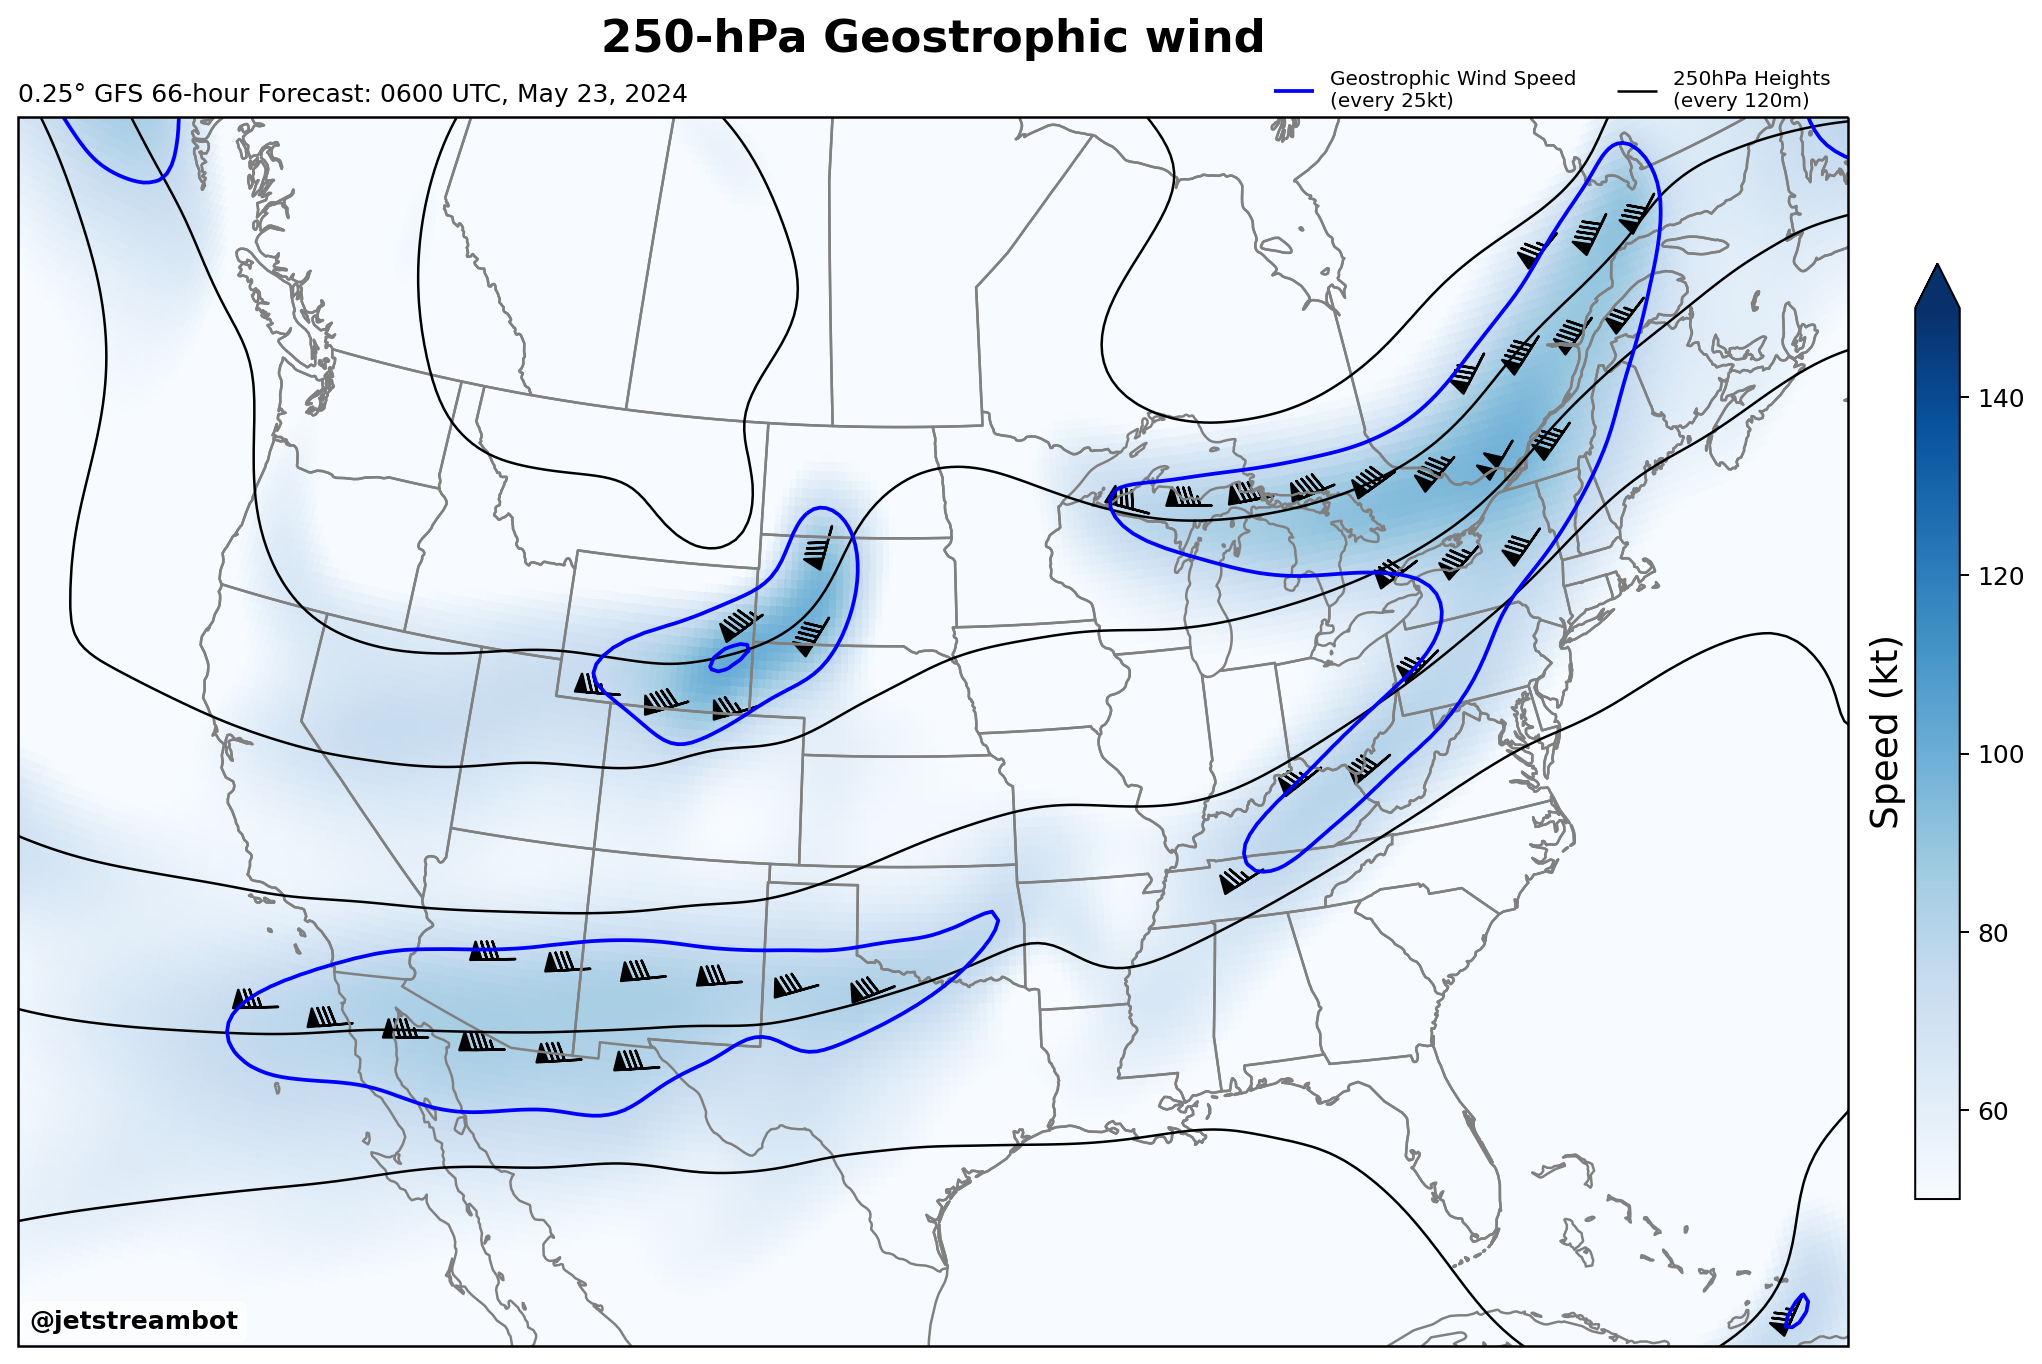 250-hPa Geostrophic wind
0.25° GFS 66-hour Forecast: 0600 UTC, May 23, 2024
Geostrophic Wind Speed
(every 25kt)
250hPa Heights
(every 120m)
140
120
100
80
60
Speed (kt)
@jetstreambot